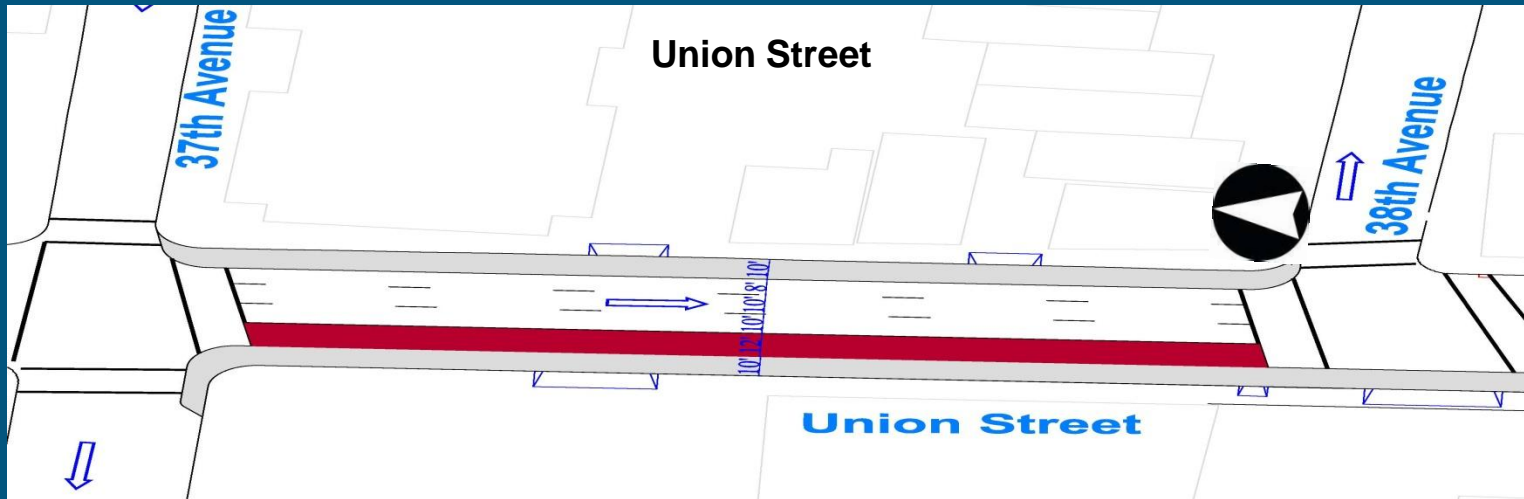 Union Street
37th Avenue
38th Avenue
10' 12' 10' 10' 8' 10'
Union Street